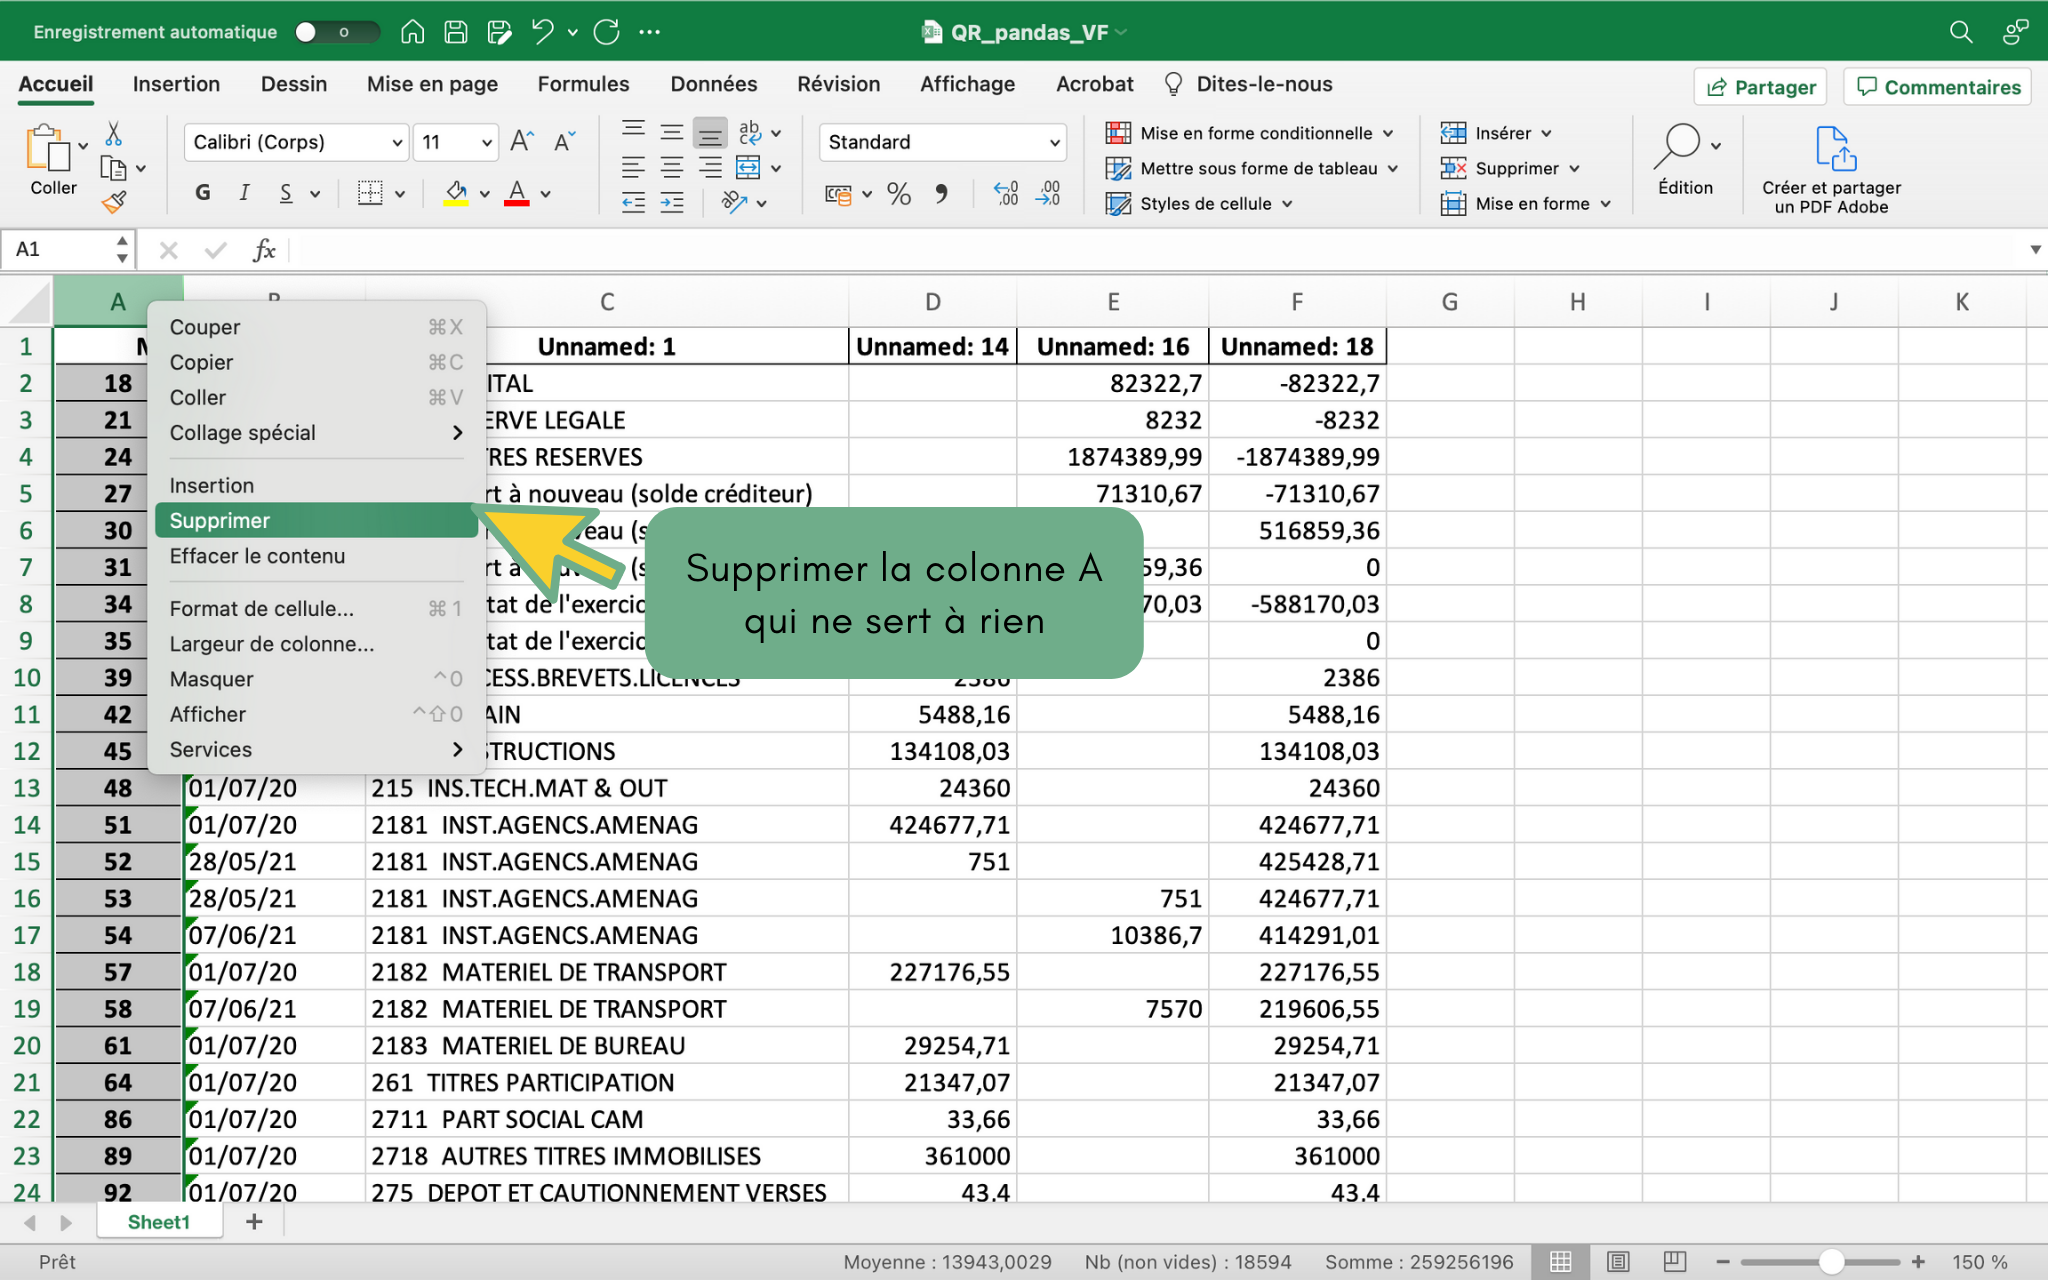 Enregistrement automatique O QR_pandas_VF
Accueil Insertion Dessin Mise en page Formules Données Révision Affichage Acrobat Dites-le-nous Partager Commentaires
Coller
Calibri (Corps) 11
G I S
Standard
Mise en forme conditionnelle
Mettre sous forme de tableau
Styles de cellule
Insérer
Supprimer
Mise en forme
Édition
Créer et partager
un PDF Adobe
A1 fx
A C D E F G H I J K
Couper ⌘X
Copier ⌘C
Coller ⌘V
Collage spécial
Insertion
Supprimer
Effacer le contenu
Format de cellule... ⌘1
Largeur de colonne...
Masquer ^0
Afficher ^⇧0
Services
Supprimer la colonne A
qui ne sert à rien
1 Unnamed: 1 Unnamed: 14 Unnamed: 16 Unnamed: 18
2 18 ITAL 82322,7 -82322,7
3 21 ERVE LEGALE 8232 -8232
4 24 TRES RESERVES 1874389,99 -1874389,99
5 27 rt à nouveau (solde créditeur) 71310,67 -71310,67
6 30 veau (s 516859,36
7 31 rt à 59,36 0
8 34 tat de l'exercic 70,03 -588170,03
9 35 tat de l'exercic 0
10 39 CESS.BREVETS.LICENCES 2386 2386
11 42 AIN 5488,16 5488,16
12 45 STRUCTIONS 134108,03 134108,03
13 48 01/07/20 215 INS.TECH.MAT & OUT 24360 24360
14 51 01/07/20 2181 INST.AGENCS.AMENAG 424677,71 424677,71
15 52 28/05/21 2181 INST.AGENCS.AMENAG 751 425428,71
16 53 28/05/21 2181 INST.AGENCS.AMENAG 751 424677,71
17 54 07/06/21 2181 INST.AGENCS.AMENAG 10386,7 414291,01
18 57 01/07/20 2182 MATERIEL DE TRANSPORT 227176,55 227176,55
19 58 07/06/21 2182 MATERIEL DE TRANSPORT 7570 219606,55
20 61 01/07/20 2183 MATERIEL DE BUREAU 29254,71 29254,71
21 64 01/07/20 261 TITRES PARTICIPATION 21347,07 21347,07
22 86 01/07/20 2711 PART SOCIAL CAM 33,66 33,66
23 89 01/07/20 2718 AUTRES TITRES IMMOBILISES 361000 361000
24 92 01/07/20 275 DEPOT ET CAUTIONNEMENT VERSES 43,4 43,4
Sheet1 +
Prêt Moyenne : 13943,0029 Nb (non vides) : 18594 Somme : 259256196 150 %